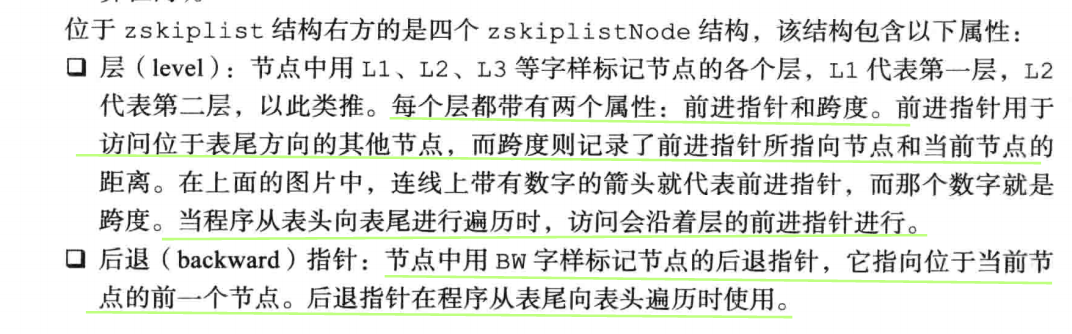 位于 zskiplist 结构右方的是四个 zskiplistNode 结构，该结构包含以下属性：
❑ 层（level）：节点中用 L1、L2、L3 等字样标记节点的各个层，L1 代表第一层，L2
代表第二层，以此类推。每个层都带有两个属性：前进指针和跨度。前进指针用于
访问位于表尾方向的其他节点，而跨度则记录了前进指针所指向节点和当前节点的
距离。在上面的图片中，连线上带有数字的箭头就代表前进指针，而那个数字就是
跨度。当程序从表头向表尾进行遍历时，访问会沿着层的前进指针进行。
❑ 后退（backward）指针：节点中用 BW 字样标记节点的后退指针，它指向位于当前节
点的前一个节点。后退指针在程序从表尾向表头遍历时使用。